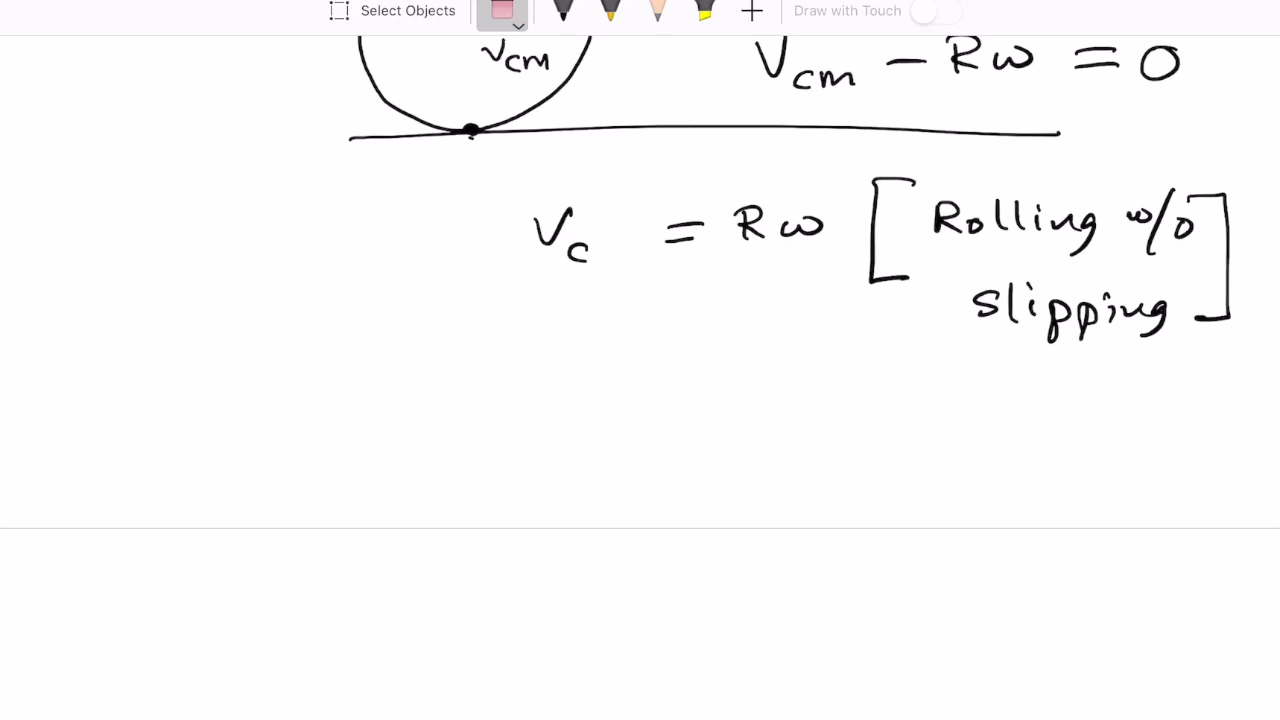 Select Objects
Draw with Touch
Vcm
Vcm - Rω = 0
Vc = Rω [Rolling w/o
slipping]